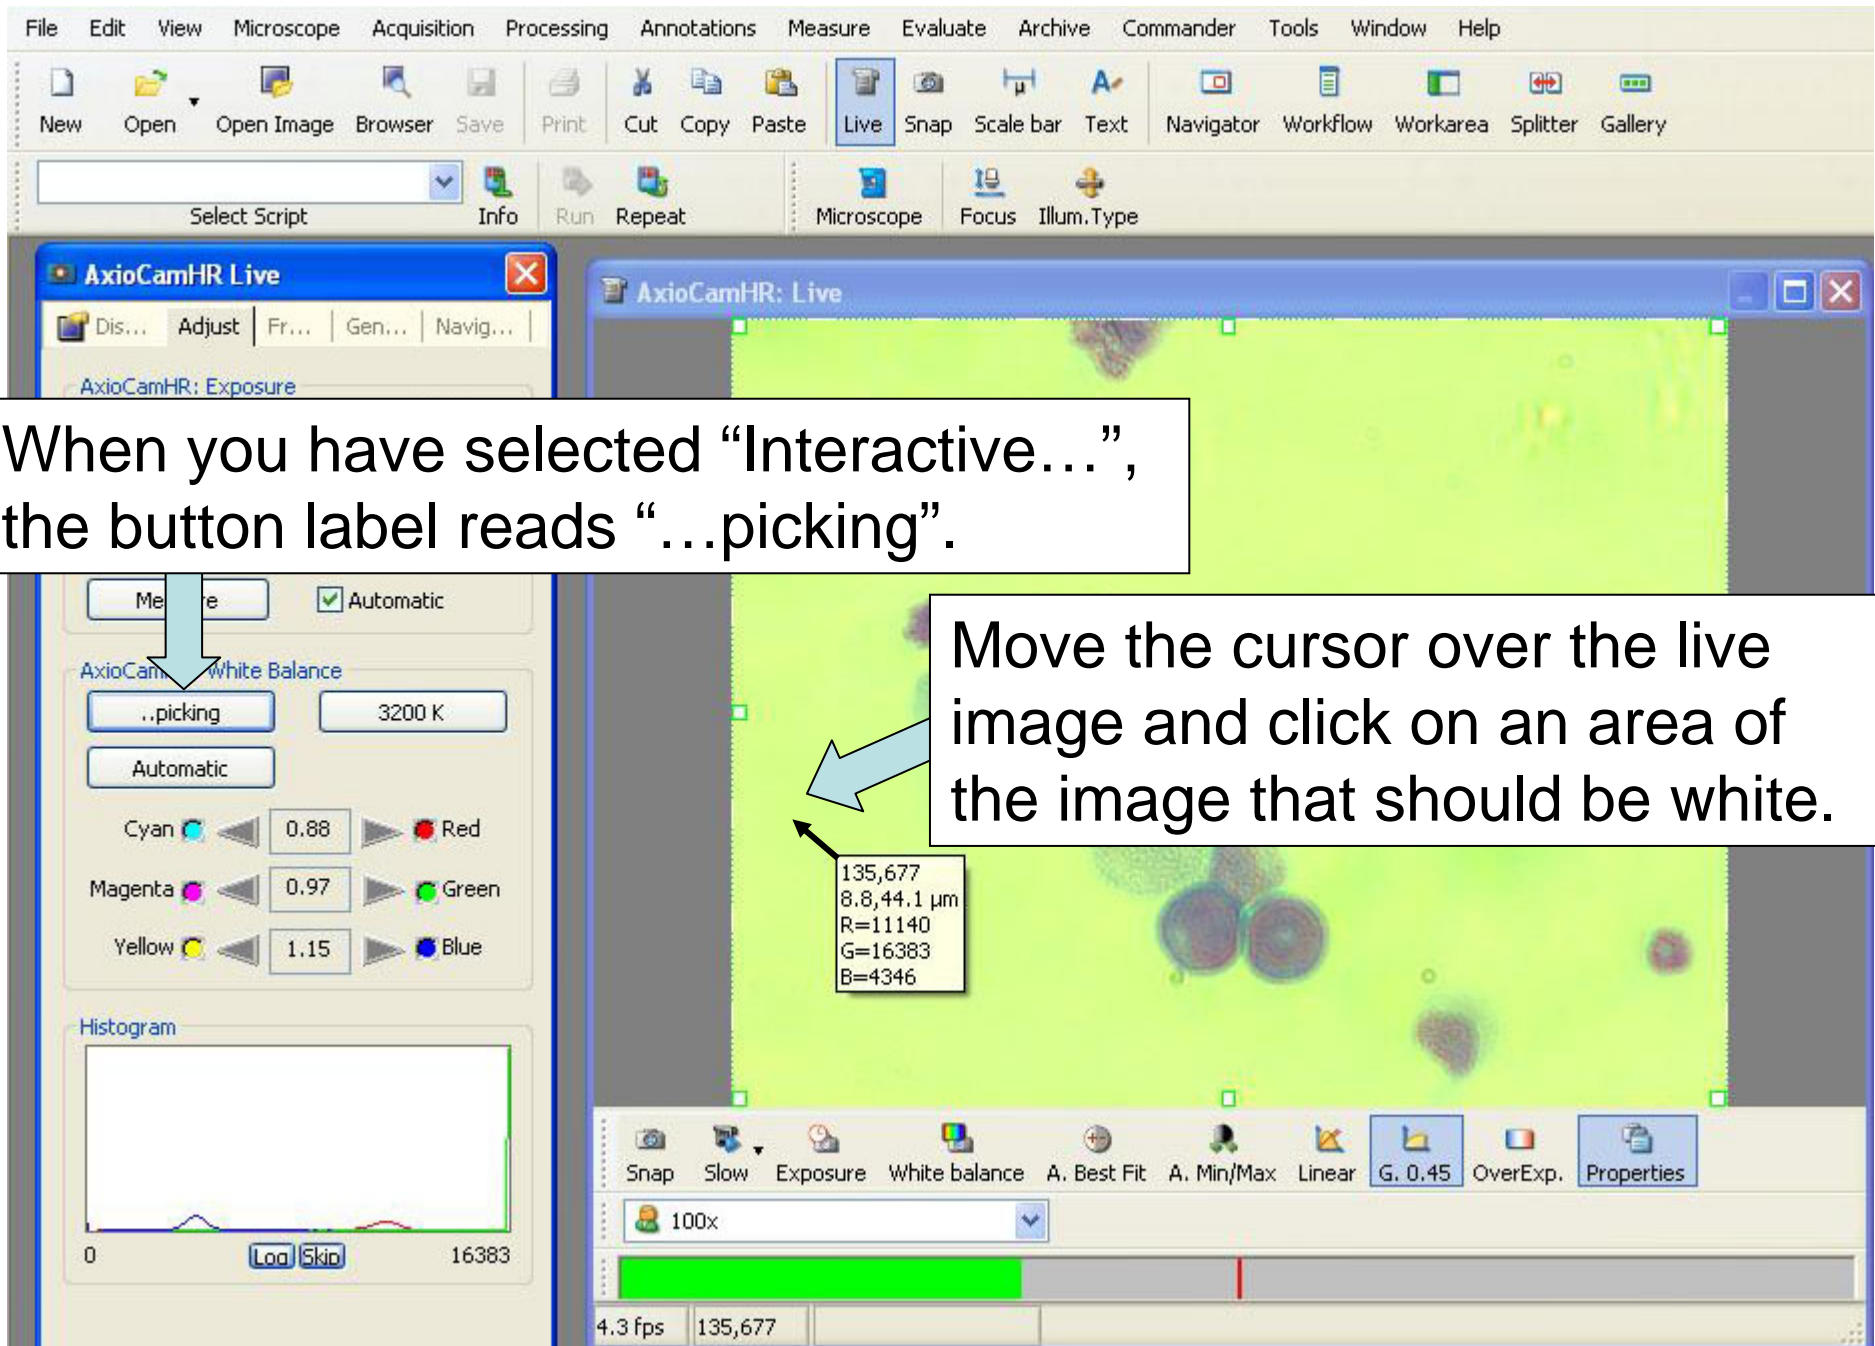 File Edit View Microscope Acquisition Processing Annotations Measure Evaluate Archive Commander Tools Window Help
New Open Open Image Browser Save Print Cut Copy Paste Live Snap Scale bar Text Navigator Workflow Workarea Splitter Gallery
Select Script Info Run Repeat Microscope Focus Illum.Type
AxioCamHR Live
Dis... Adjust Fr... Gen... Navig...
AxioCamHR: Exposure
AxioCamHR: Live
When you have selected “Interactive…”,
the button label reads “…picking”.
Automatic
White Balance
..picking 3200 K
Automatic
Cyan 0.88 Red
Magenta 0.97 Green
Yellow 1.15 Blue
Histogram
0 Log Skip 16383
Move the cursor over the live
image and click on an area of
the image that should be white.
135,677
8.8,44.1 µm
R=11140
G=16383
B=4346
Snap Slow Exposure White balance A. Best Fit A. Min/Max Linear G. 0.45 OverExp. Properties
100x
4.3 fps 135,677